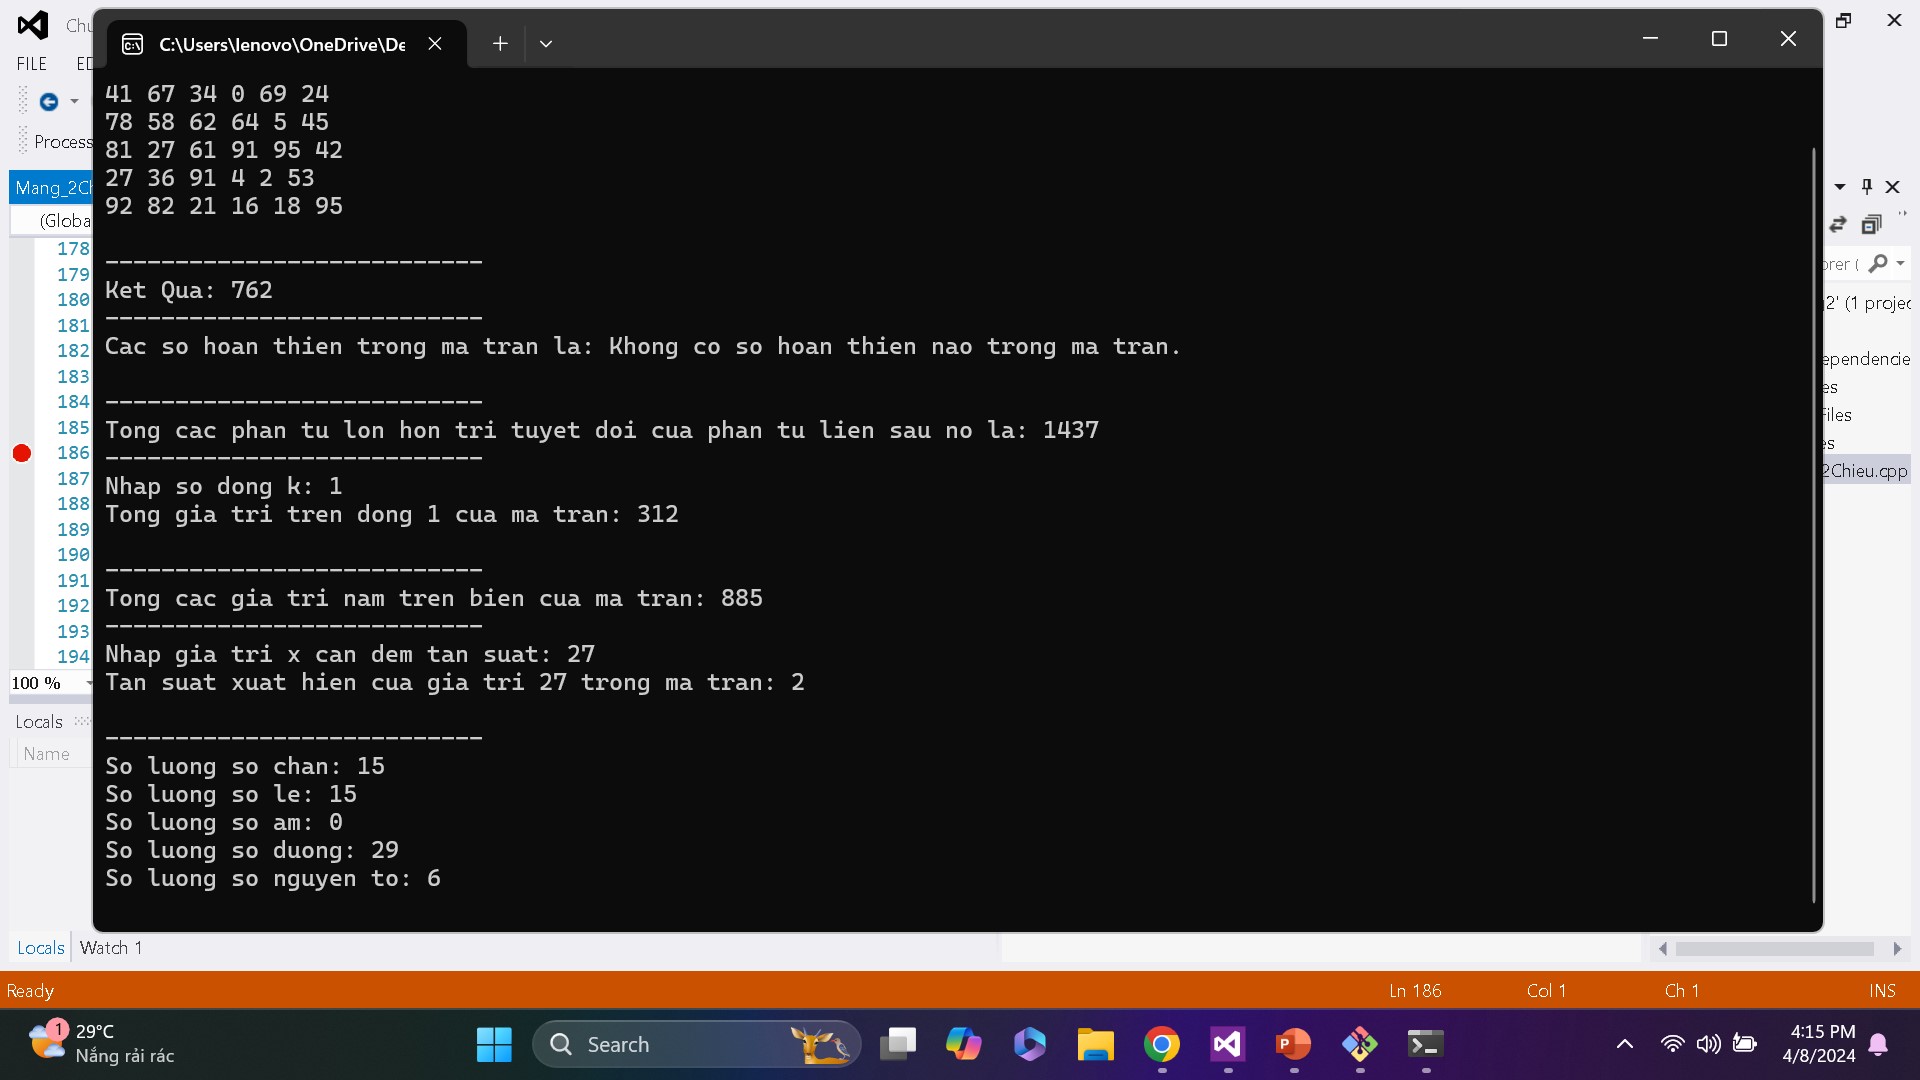 Chu
C:\Users\lenovo\OneDrive\De
FILE
ED
Process
Mang_2Ch
(Globa
178
179
180
181
182
183
184
185
186
187
188
189
190
191
192
193
194
100 %
Locals
Name
41 67 34 0 69 24
78 58 62 64 5 45
81 27 61 91 95 42
27 36 91 4 2 53
92 82 21 16 18 95
---------------------------
Ket Qua: 762
---------------------------
Cac so hoan thien trong ma tran la: Khong co so hoan thien nao trong ma tran.
---------------------------
Tong cac phan tu lon hon tri tuyet doi cua phan tu lien sau no la: 1437
---------------------------
Nhap so dong k: 1
Tong gia tri tren dong 1 cua ma tran: 312
---------------------------
Tong cac gia tri nam tren bien cua ma tran: 885
---------------------------
Nhap gia tri x can dem tan suat: 27
Tan suat xuat hien cua gia tri 27 trong ma tran: 2
---------------------------
So luong so chan: 15
So luong so le: 15
So luong so am: 0
So luong so duong: 29
So luong so nguyen to: 6
orer (
2' (1 projec
ependencie
es
Files
es
2Chieu.cpp
Locals
Watch 1
Ready
Ln 186
Col 1
Ch 1
INS
1
29°C
Nắng rải rác
Search
4:15 PM
4/8/2024